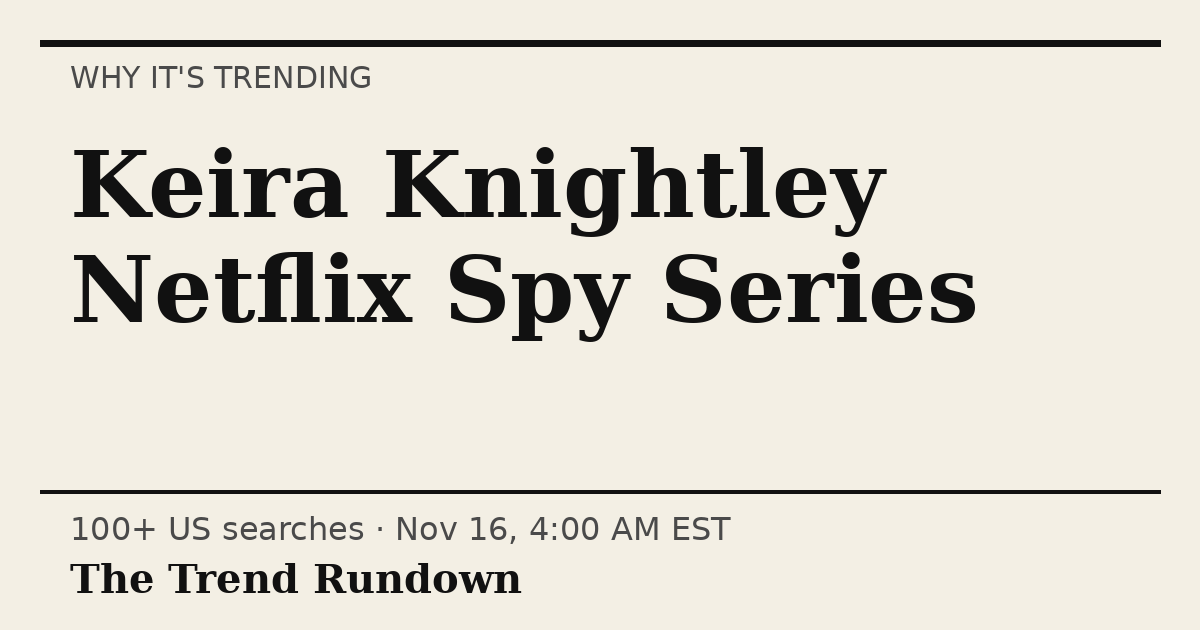 WHY IT'S TRENDING
Keira Knightley
Netflix Spy Series
100+ US searches · Nov 16, 4:00 AM EST
The Trend Rundown